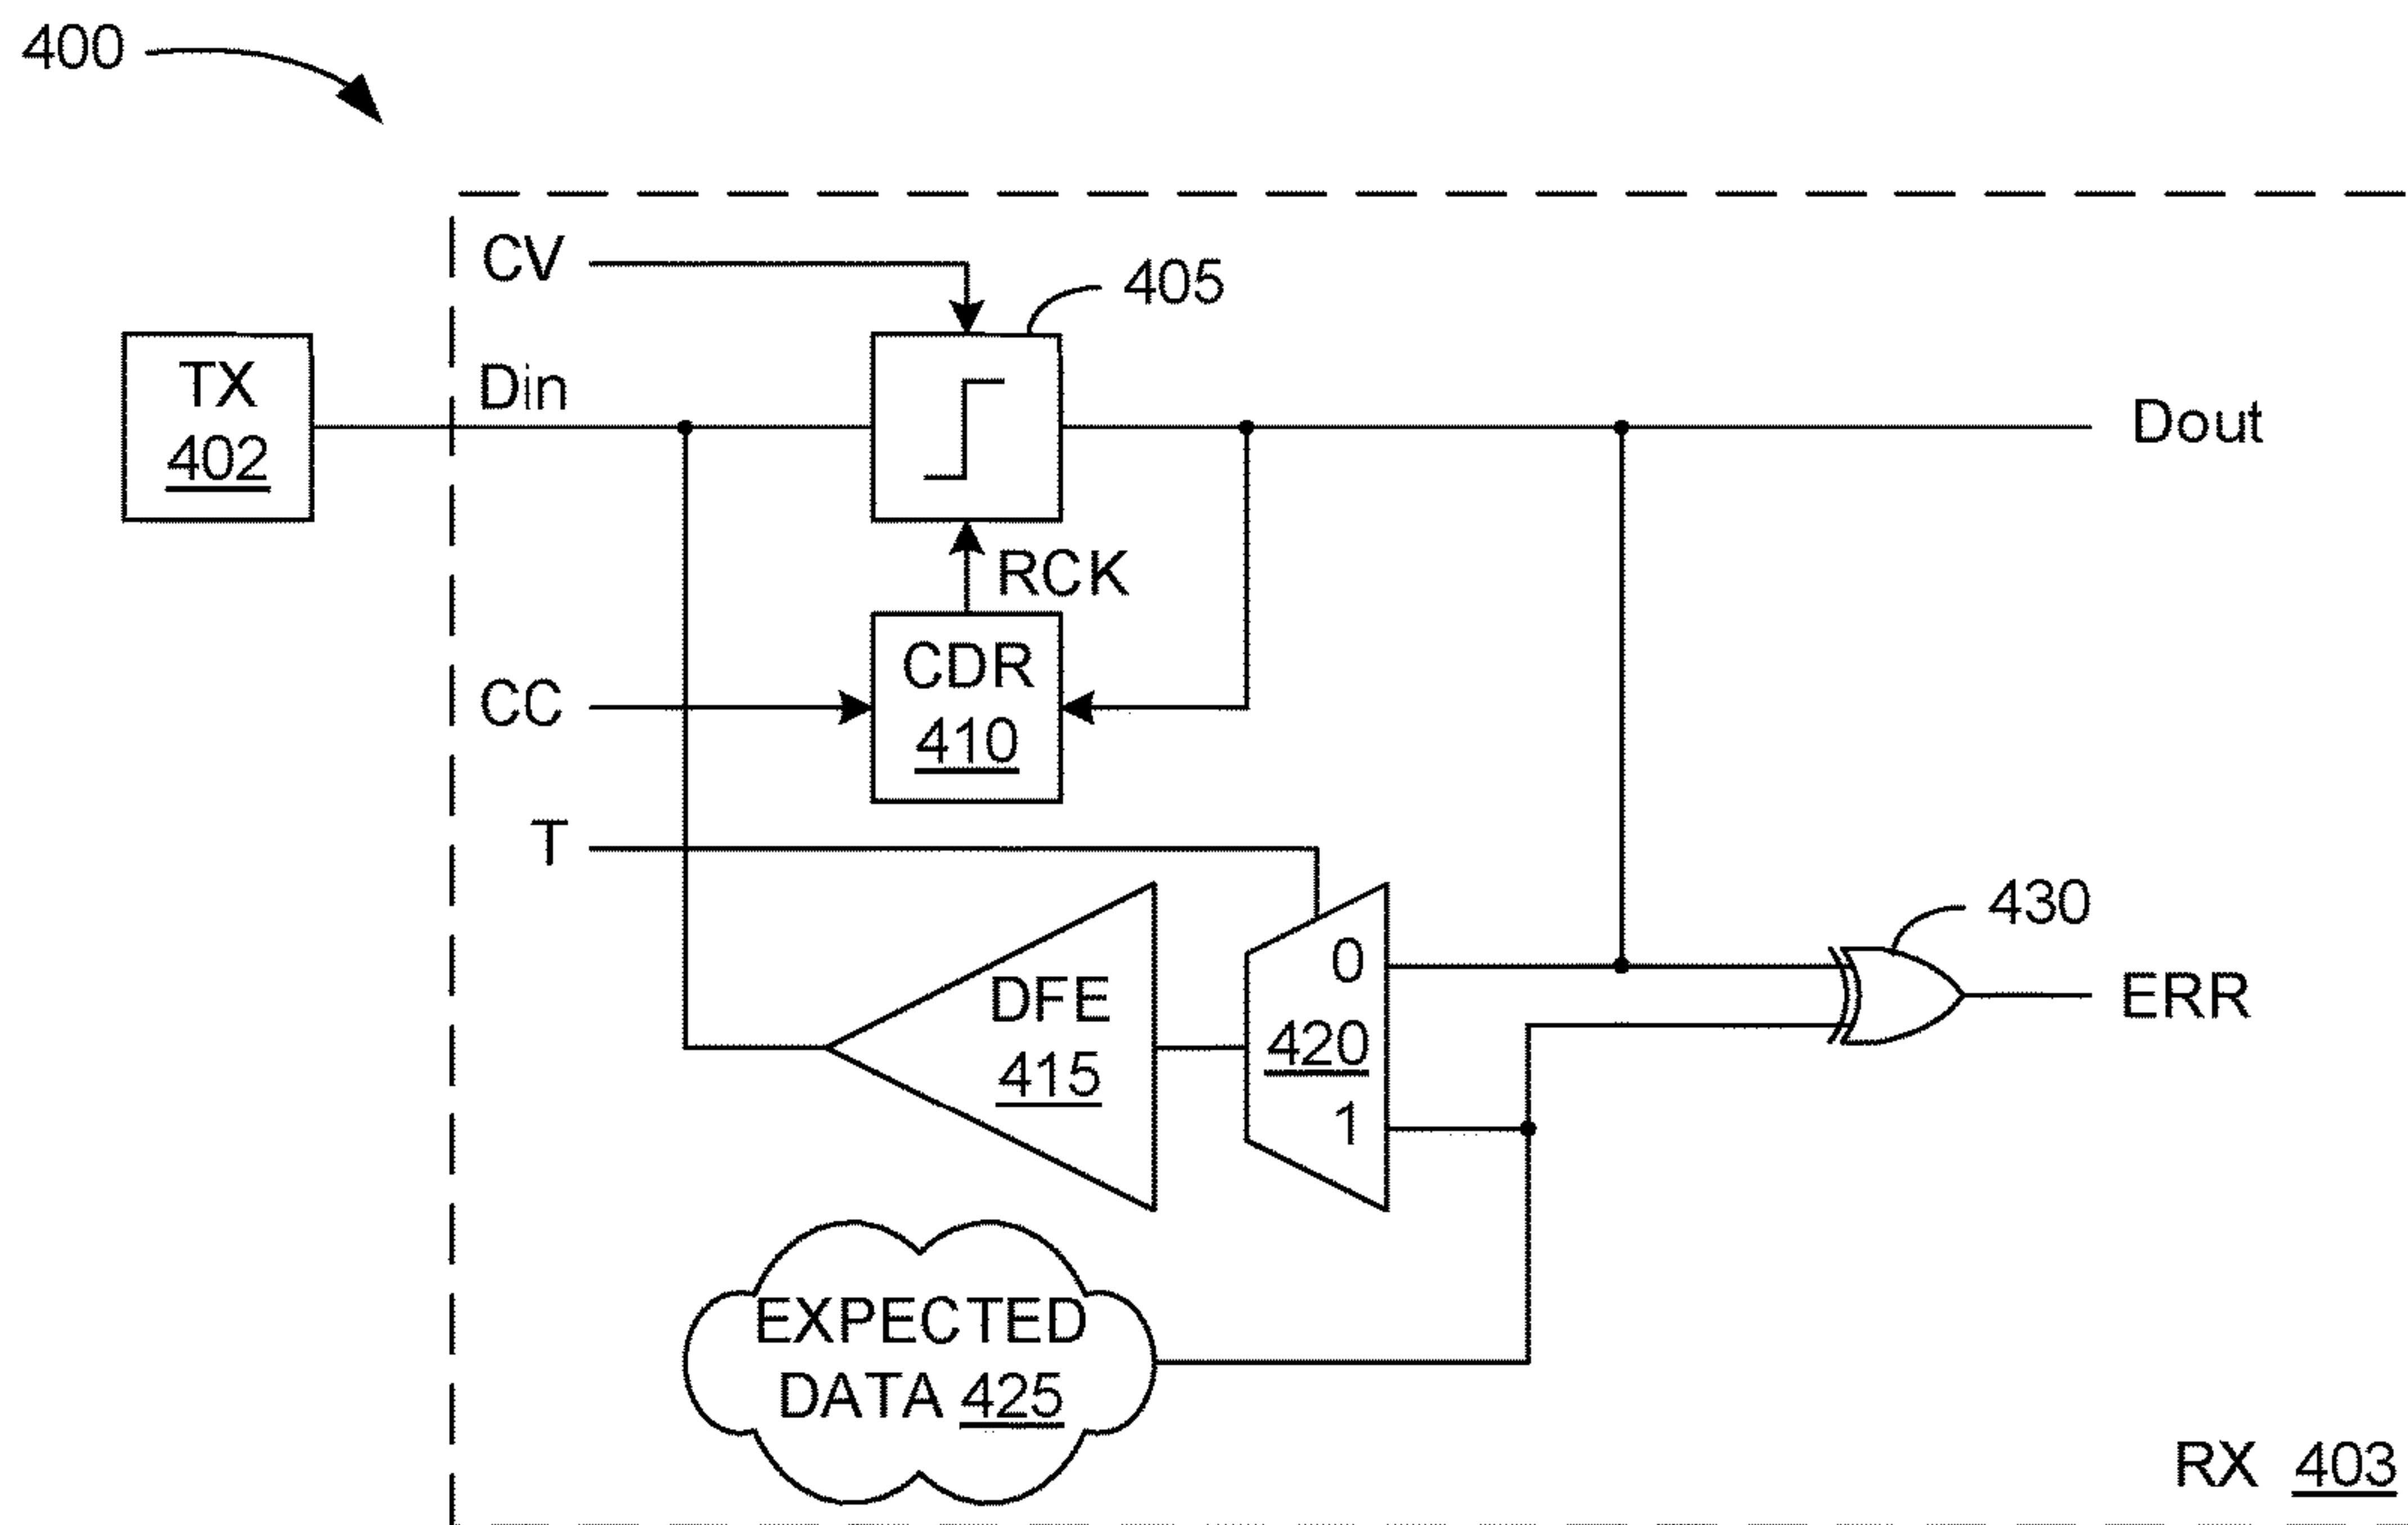 400
CV
405
TX
402
Din
Dout
RCK
CC
CDR
410
T
430
0
DFE
415
420
ERR
1
EXPECTED
DATA 425
RX 403